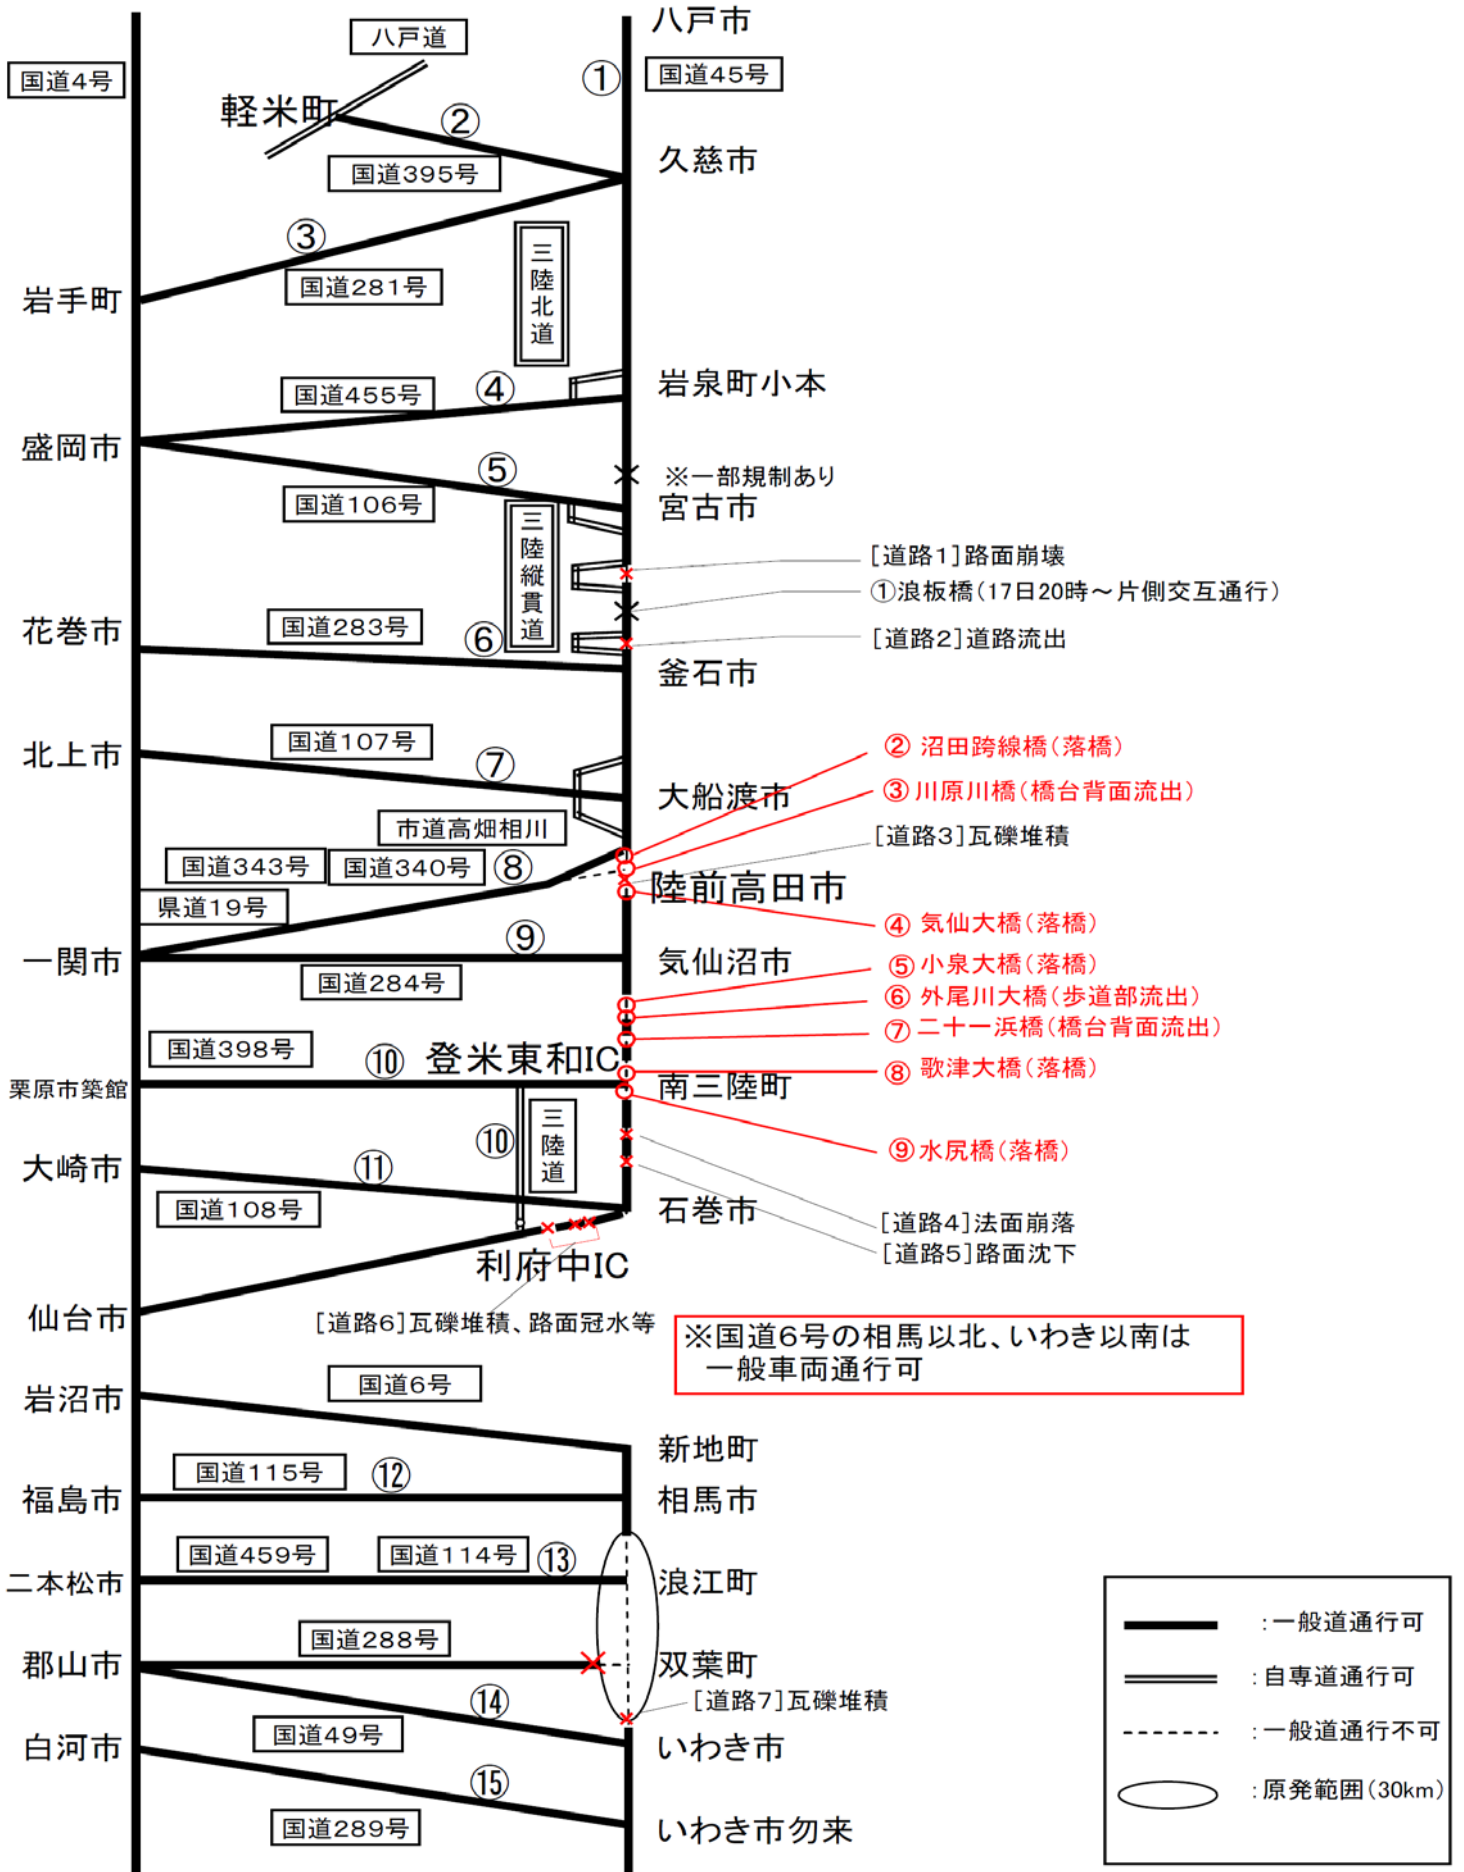 八戸市
八戸道
国道4号
①
国道45号
軽米町
②
久慈市
国道395号
③
三陸北道
国道281号
岩手町
岩泉町小本
国道455号
④
盛岡市
⑤
※一部規制あり
国道106号
宮古市
三陸縦貫道
[道路1]路面崩壊
①浪板橋(17日20時～片側交互通行)
花巻市
国道283号
⑥
[道路2]道路流出
釜石市
北上市
国道107号
⑦
②沼田跨線橋(落橋)
大船渡市
③川原川橋(橋台背面流出)
市道高畑相川
[道路3]瓦礫堆積
国道343号
国道340号
⑧
陸前高田市
県道19号
④気仙大橋(落橋)
一関市
⑨
気仙沼市
⑤小泉大橋(落橋)
国道284号
⑥外尾川大橋(歩道部流出)
⑦二十一浜橋(橋台背面流出)
国道398号
⑩
登米東和IC
⑧歌津大橋(落橋)
栗原市築館
南三陸町
⑩
三陸道
⑨水尻橋(落橋)
大崎市
⑪
国道108号
石巻市
[道路4]法面崩落
[道路5]路面沈下
利府中IC
仙台市
[道路6]瓦礫堆積、路面冠水等
※国道6号の相馬以北、いわき以南は
一般車両通行可
岩沼市
国道6号
新地町
国道115号
⑫
福島市
相馬市
国道459号
国道114号
⑬
二本松市
浪江町
国道288号
郡山市
双葉町
⑭
[道路7]瓦礫堆積
国道49号
白河市
いわき市
⑮
国道289号
いわき市勿来
:一般道通行可
:自専道通行可
:一般道通行不可
:原発範囲(30km)